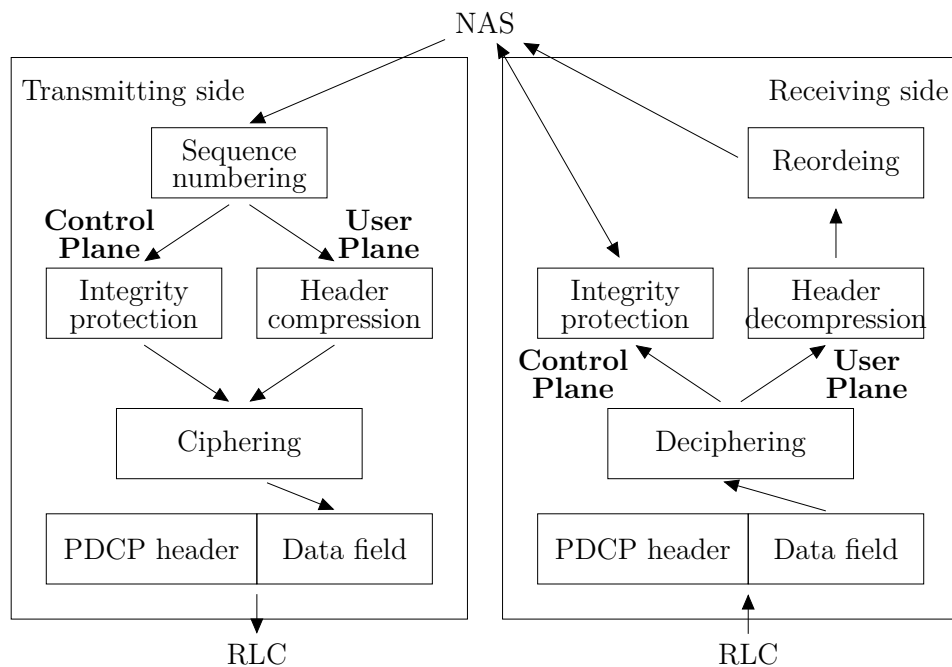 NAS
Transmitting side
Sequence
numbering
Control
Plane
User
Plane
Integrity
protection
Header
compression
Ciphering
PDCP header
Data field
RLC
Receiving side
Reordeing
Integrity
protection
Header
decompression
Control
Plane
User
Plane
Deciphering
PDCP header
Data field
RLC